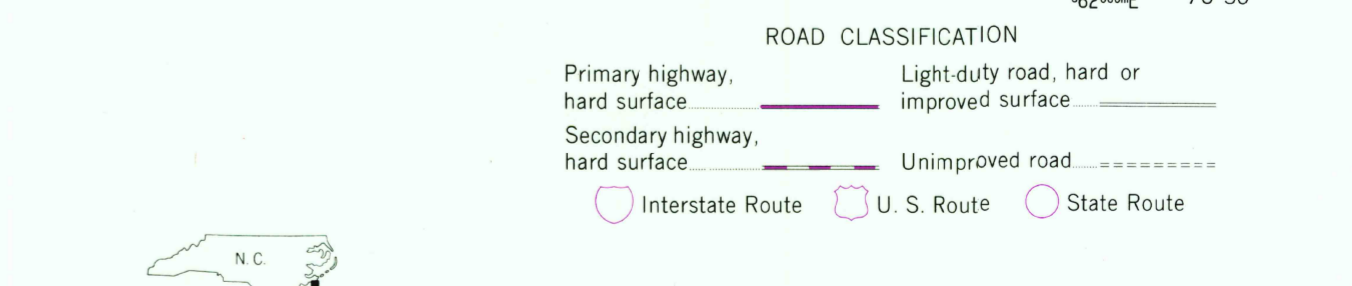 ROAD CLASSIFICATION
Primary highway,
hard surface
Light-duty road, hard or
improved surface
Secondary highway,
hard surface
Unimproved road
Interstate Route
U. S. Route
State Route
N. C.